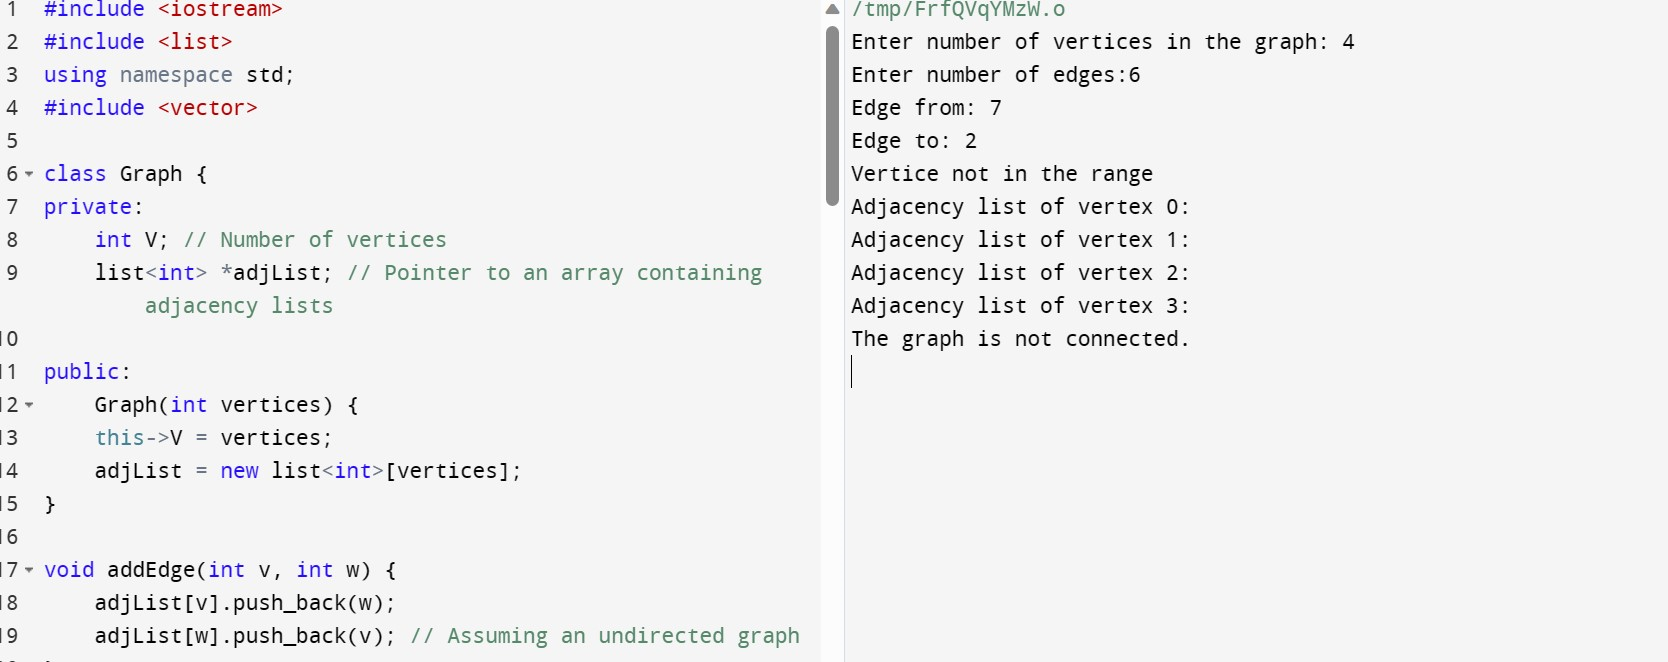 1 #include <iostream>
2 #include <list>
3 using namespace std;
4 #include <vector>
5
6 class Graph {
7 private:
8     int V; // Number of vertices
9     list<int> *adjList; // Pointer to an array containing
        adjacency lists
10
11 public:
12     Graph(int vertices) {
13     this->V = vertices;
14     adjList = new list<int>[vertices];
15 }
16
17 void addEdge(int v, int w) {
18     adjList[v].push_back(w);
19     adjList[w].push_back(v); // Assuming an undirected graph
/tmp/FrfQVqYMzW.o
Enter number of vertices in the graph: 4
Enter number of edges:6
Edge from: 7
Edge to: 2
Vertice not in the range
Adjacency list of vertex 0:
Adjacency list of vertex 1:
Adjacency list of vertex 2:
Adjacency list of vertex 3:
The graph is not connected.